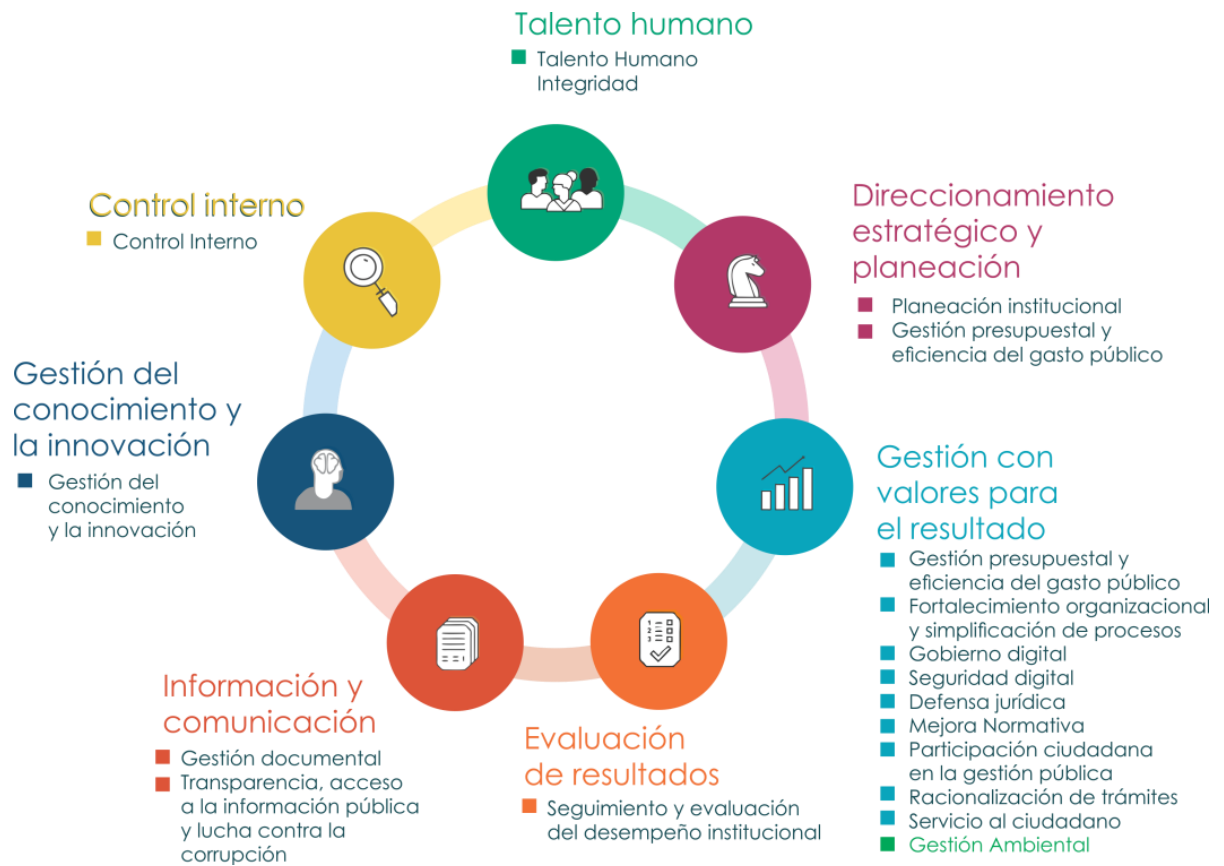 Talento humano
Talento Humano
Integridad
Direccionamiento
estratégico y
planeación
Planeación institucional
Gestión presupuestal y
eficiencia del gasto público
Gestión con
valores para
el resultado
Gestión presupuestal y
eficiencia del gasto público
Fortalecimiento organizacional
y simplificación de procesos
Gobierno digital
Seguridad digital
Defensa jurídica
Mejora Normativa
Participación ciudadana
en la gestión pública
Racionalización de trámites
Servicio al ciudadano
Gestión Ambiental
Evaluación
de resultados
Seguimiento y evaluación
del desempeño institucional
Información y
comunicación
Gestión documental
Transparencia, acceso
a la información pública
y lucha contra la
corrupción
Gestión del
conocimiento y
la innovación
Gestión del
conocimiento
y la innovación
Control interno
Control Interno
1
2
3